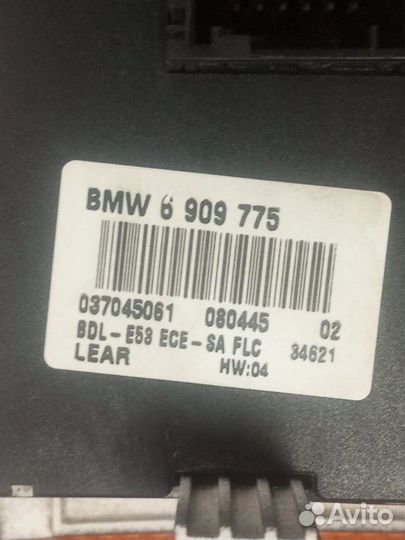 BMW 6 909 775
037045061 080445 02
BDL- E53 ECE-SA FLC 34621
LEAR HW:04
Avito